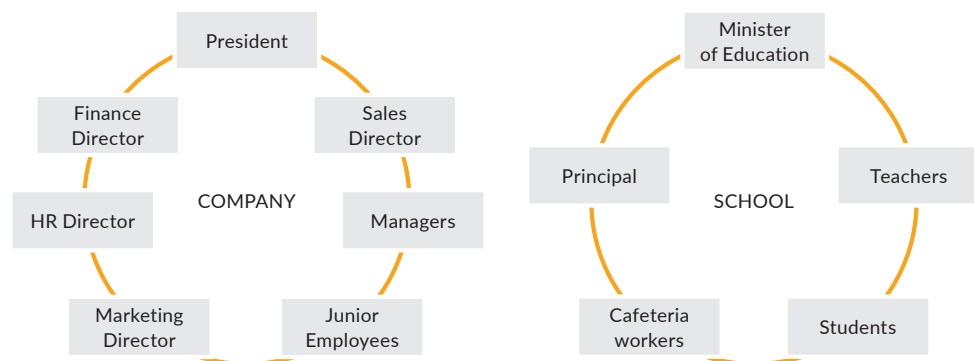 President
Finance
Director
Sales
Director
HR Director
COMPANY
Managers
Marketing
Director
Junior
Employees
Minister
of Education
Principal
SCHOOL
Teachers
Cafeteria
workers
Students